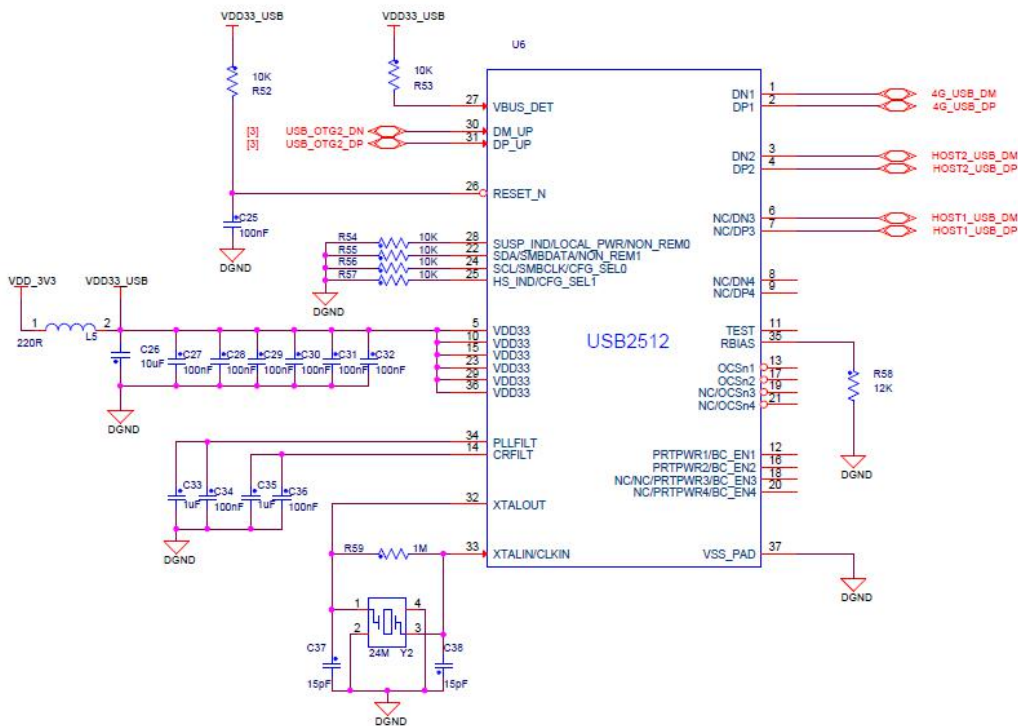 VDD33_USB
VDD33_USB
U6
10K
R52
10K
R53
27
VBUS_DET
[3] USB_OTG2_DN
30
DM_UP
[3] USB_OTG2_DP
31
DP_UP
26
RESET_N
C25
100nF
DGND
R54 10K 28 SUSP_IND/LOCAL_PWR/NON_REM0
R55 10K 22 SDA/SMBDATA/NON_REM1
R56 10K 24 SCL/SMBCLK/CFG_SEL0
R57 10K 25 HS_IND/CFG_SEL1
DGND
VDD_3V3
VDD33_USB
1
2
220R
L5
C26
10uF
C27
100nF
C28
100nF
C29
100nF
C30
100nF
C31
100nF
C32
100nF
DGND
5 VDD33
10 VDD33
15 VDD33
23 VDD33
29 VDD33
36 VDD33
34 PLLFILT
14 CRFILT
C33
1uF
C34
100nF
C35
1uF
C36
100nF
DGND
32 XTALOUT
R59 1M 33 XTALIN/CLKIN
1
4
2
3
24M Y2
C37
15pF
C38
15pF
DGND
USB2512
DN1 1 4G_USB_DM
DP1 2 4G_USB_DP
DN2 3 HOST2_USB_DM
DP2 4 HOST2_USB_DP
NC/DN3 6 HOST1_USB_DM
NC/DP3 7 HOST1_USB_DP
NC/DN4 8
NC/DP4 9
TEST 11
RBIAS 35
OCSn1 13
OCSn2 17
NC/OCSn3 19
NC/OCSn4 21
R58
12K
DGND
PRTPWR1/BC_EN1 12
PRTPWR2/BC_EN2 16
NC/NC/PRTPWR3/BC_EN3 18
NC/PRTPWR4/BC_EN4 20
VSS_PAD 37
DGND